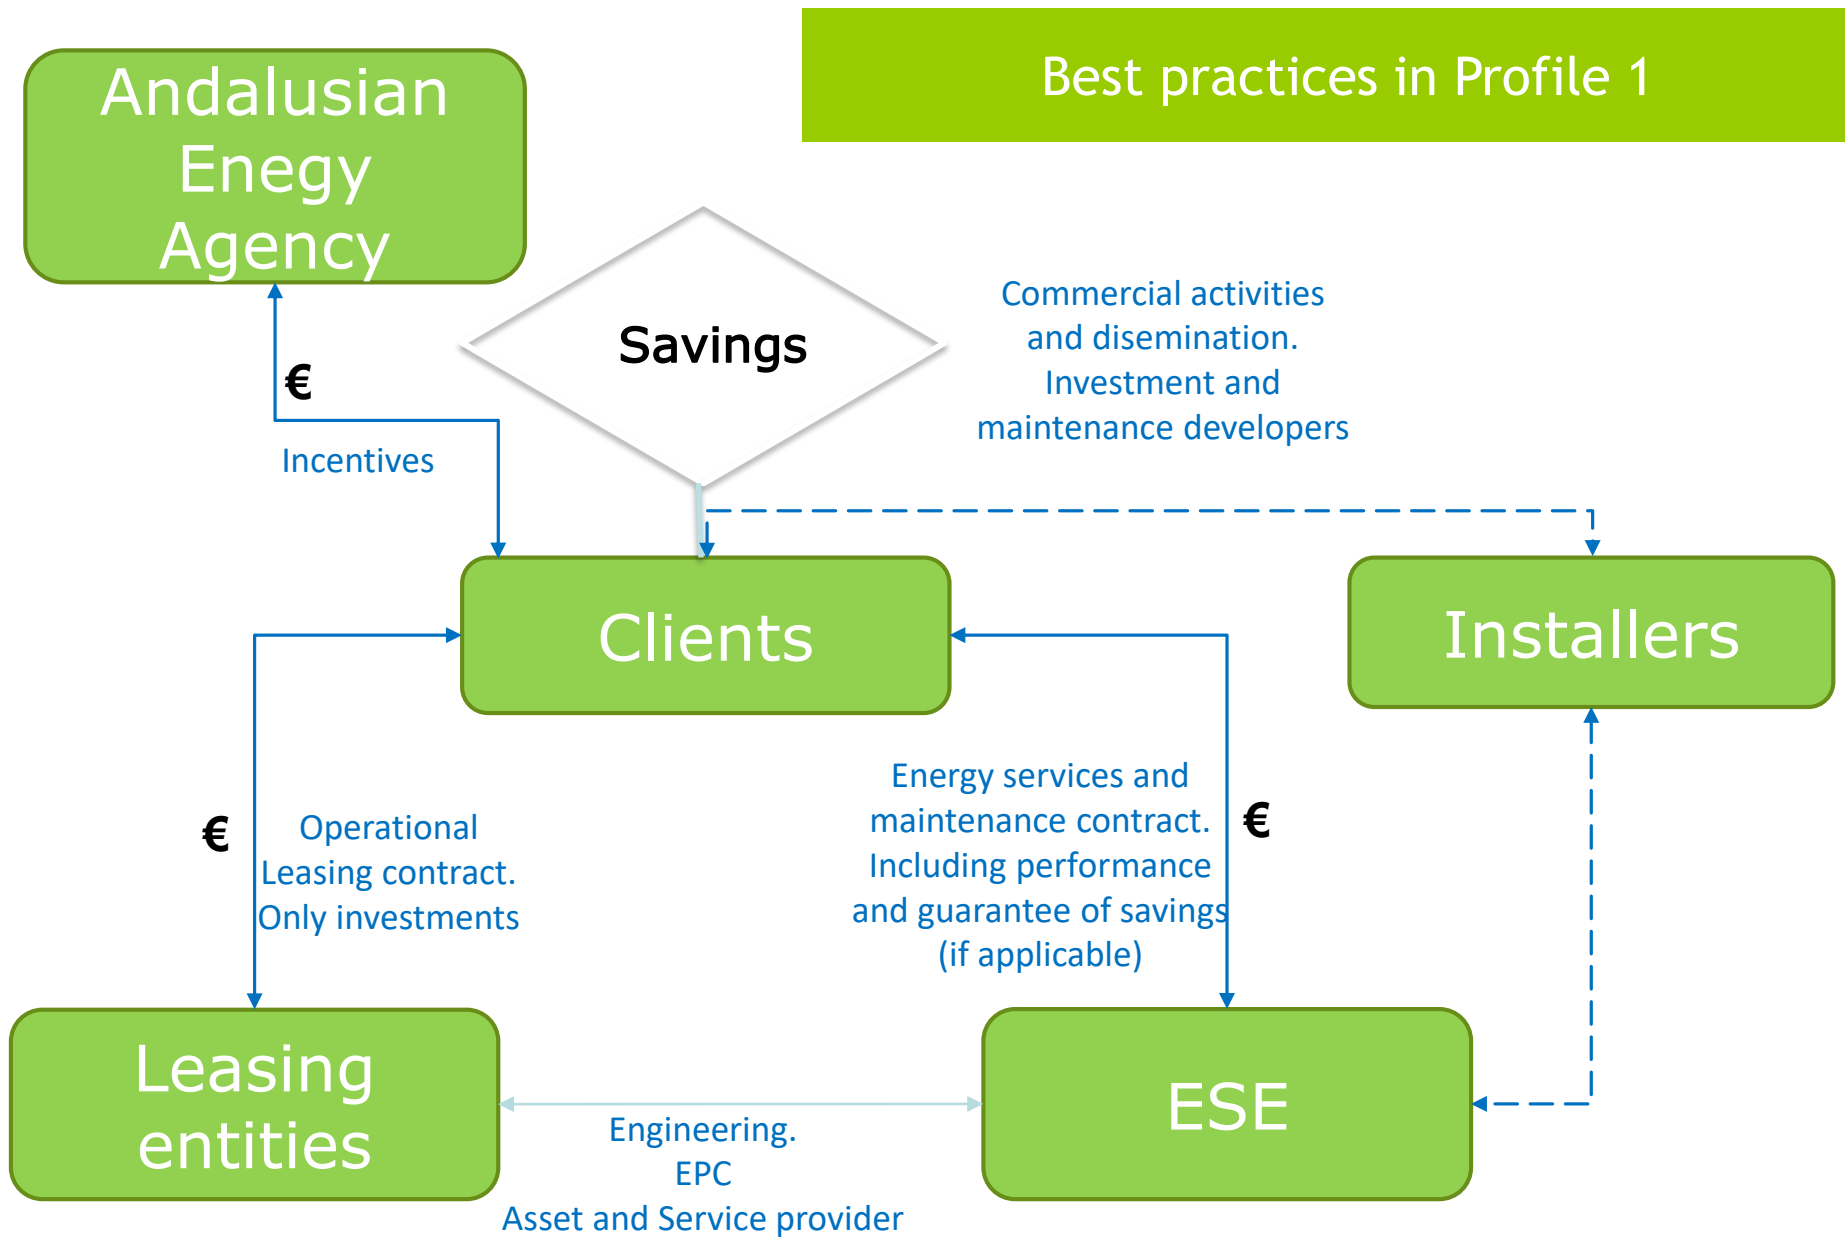 Best practices in Profile 1
Andalusian
Enegy
Agency
Savings
Commercial activities
and disemination.
Investment and
maintenance developers
€
Incentives
Clients
Installers
€
Operational
Leasing contract.
Only investments
Energy services and
maintenance contract.
Including performance
and guarantee of savings
(if applicable)
€
Leasing
entities
ESE
Engineering.
EPC
Asset and Service provider